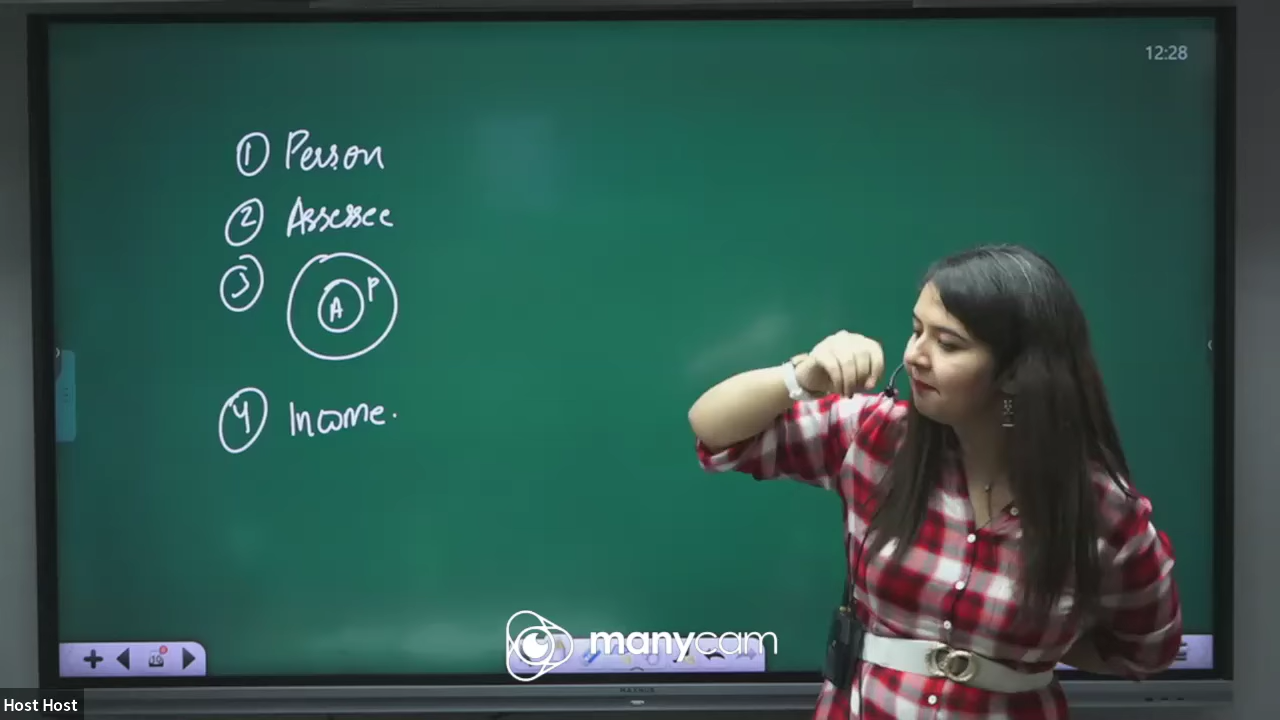 12:28
① Person
② Assessee
③
A P
④ Income.
manycam
Host Host